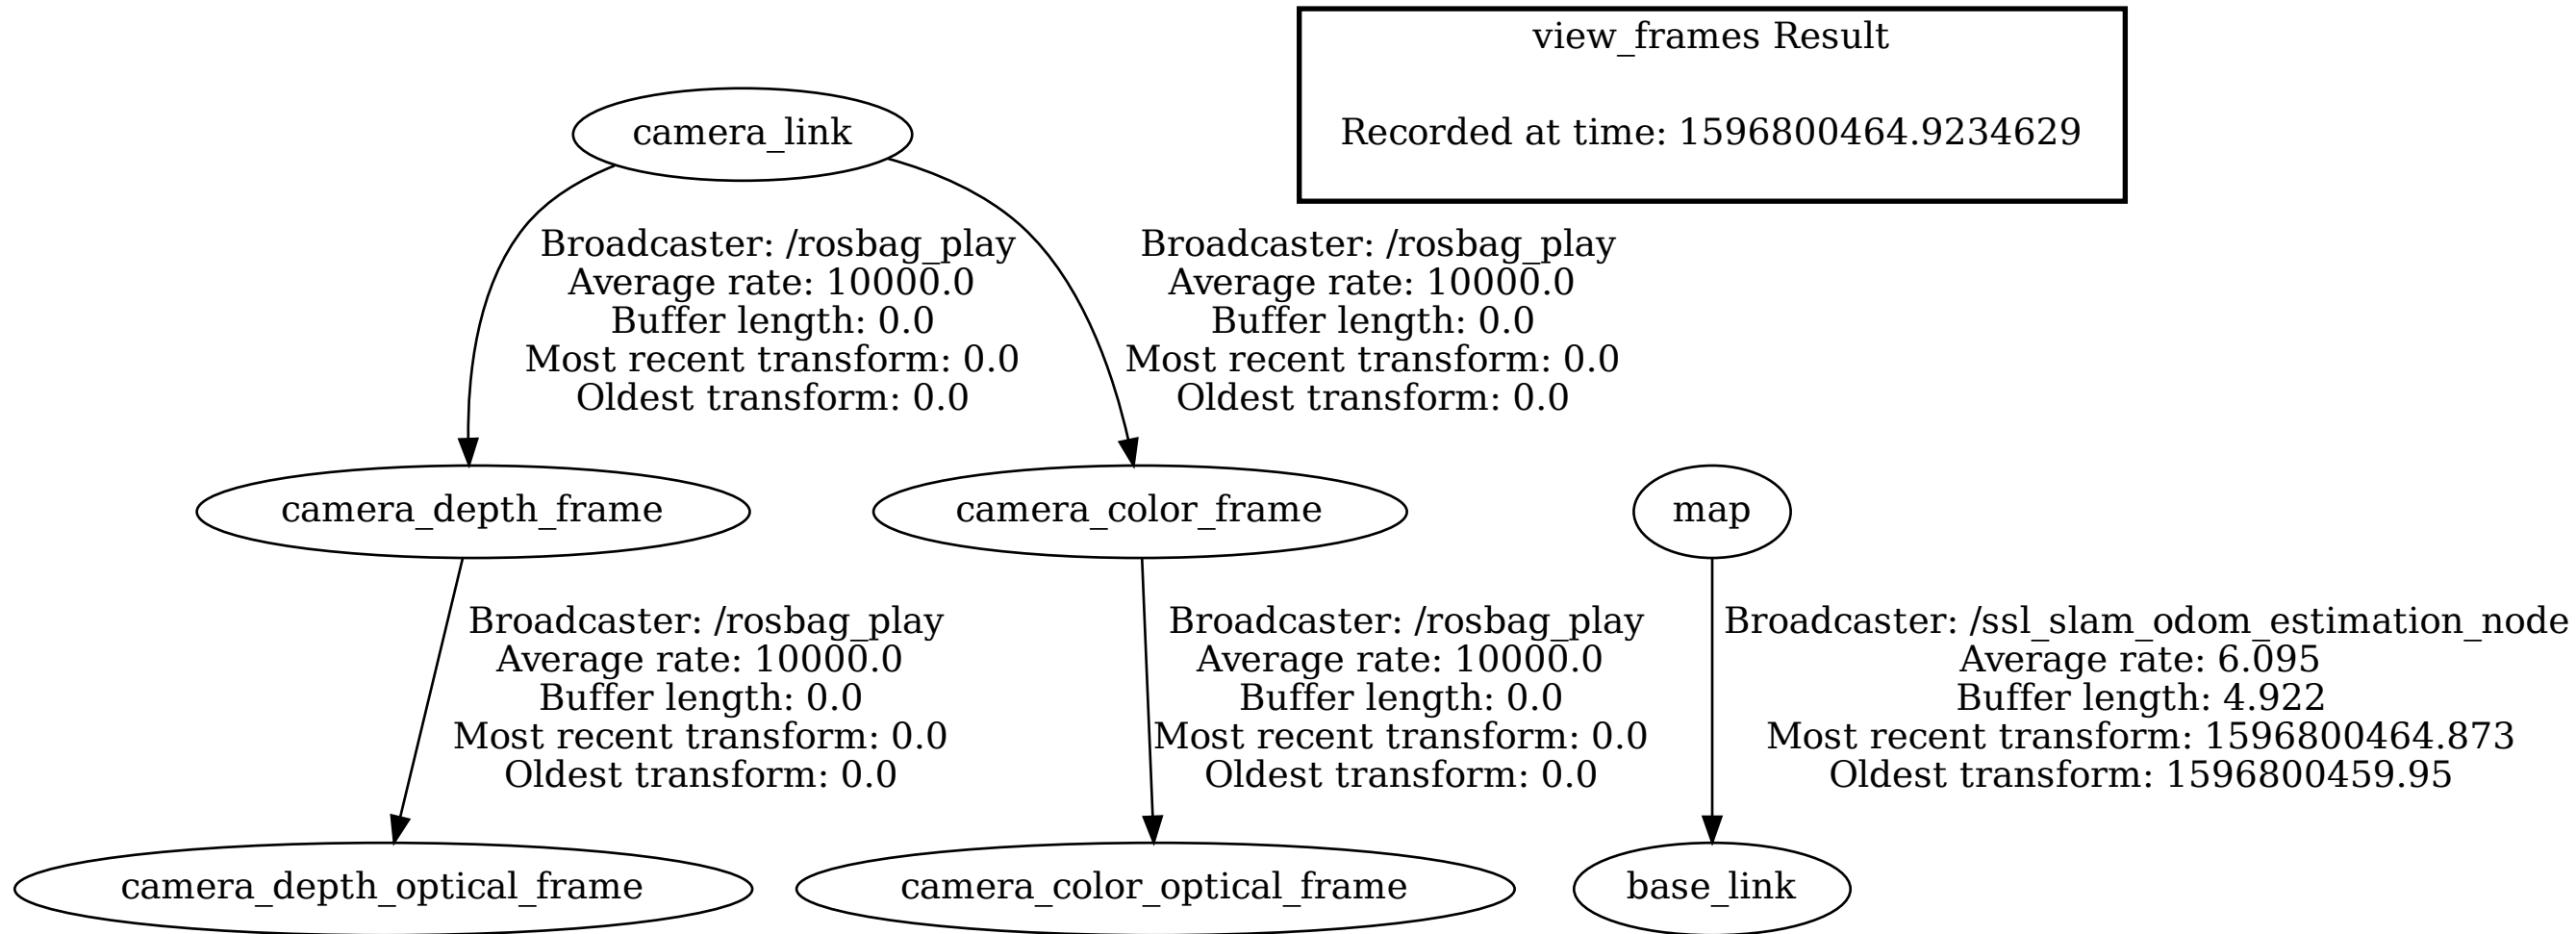 view_frames Result
Recorded at time: 1596800464.9234629
camera_link
Broadcaster: /rosbag_play
Average rate: 10000.0
Buffer length: 0.0
Most recent transform: 0.0
Oldest transform: 0.0
Broadcaster: /rosbag_play
Average rate: 10000.0
Buffer length: 0.0
Most recent transform: 0.0
Oldest transform: 0.0
camera_depth_frame
camera_color_frame
map
Broadcaster: /rosbag_play
Average rate: 10000.0
Buffer length: 0.0
Most recent transform: 0.0
Oldest transform: 0.0
Broadcaster: /rosbag_play
Average rate: 10000.0
Buffer length: 0.0
Most recent transform: 0.0
Oldest transform: 0.0
Broadcaster: /ssl_slam_odom_estimation_node
Average rate: 6.095
Buffer length: 4.922
Most recent transform: 1596800464.873
Oldest transform: 1596800459.95
camera_depth_optical_frame
camera_color_optical_frame
base_link